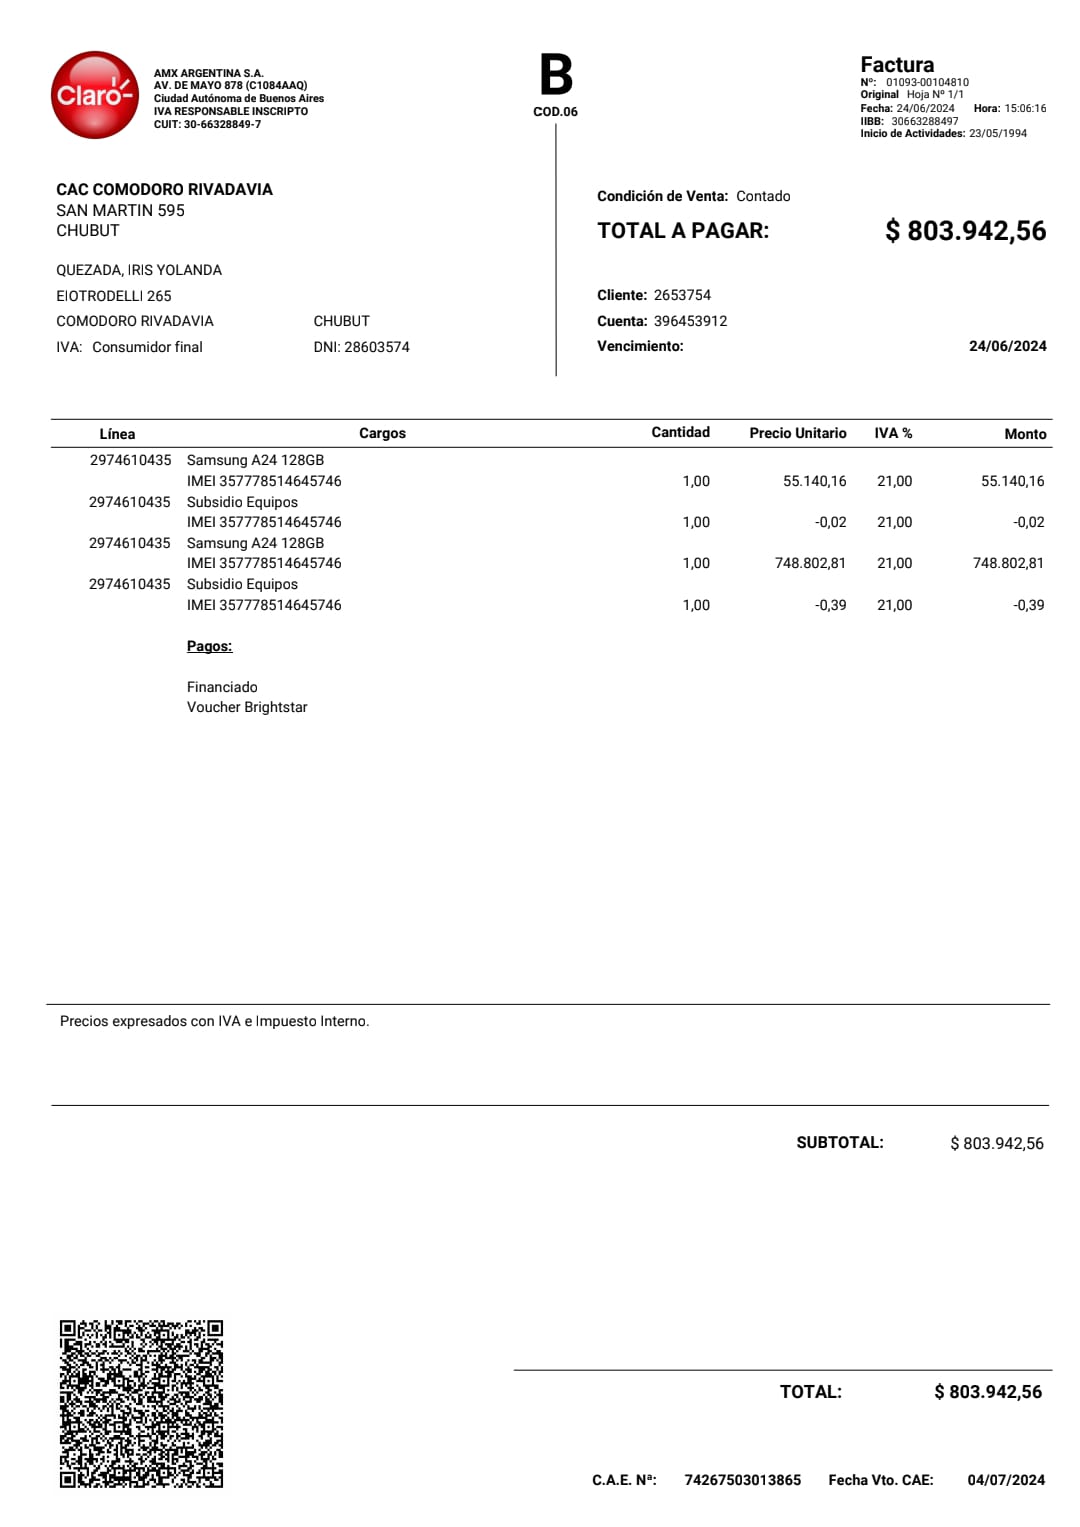 Claro
AMX ARGENTINA S.A.
AV. DE MAYO 878 (C1084AAQ)
Ciudad Autónoma de Buenos Aires
IVA RESPONSABLE INSCRIPTO
CUIT: 30-66328849-7
B
COD.06
Factura
Nº: 01093-00104810
Original Hoja Nº 1/1
Fecha: 24/06/2024 Hora: 15:06:16
IIBB: 30663288497
Inicio de Actividades: 23/05/1994
CAC COMODORO RIVADAVIA
SAN MARTIN 595
CHUBUT
QUEZADA, IRIS YOLANDA
EIOTRODELLI 265
COMODORO RIVADAVIA CHUBUT
IVA: Consumidor final DNI: 28603574
Condición de Venta: Contado
TOTAL A PAGAR: $ 803.942,56
Cliente: 2653754
Cuenta: 396453912
Vencimiento: 24/06/2024
Línea Cargos Cantidad Precio Unitario IVA % Monto
2974610435 Samsung A24 128GB
IMEI 357778514645746 1,00 55.140,16 21,00 55.140,16
2974610435 Subsidio Equipos
IMEI 357778514645746 1,00 -0,02 21,00 -0,02
2974610435 Samsung A24 128GB
IMEI 357778514645746 1,00 748.802,81 21,00 748.802,81
2974610435 Subsidio Equipos
IMEI 357778514645746 1,00 -0,39 21,00 -0,39
Pagos:
Financiado
Voucher Brightstar
Precios expresados con IVA e Impuesto Interno.
SUBTOTAL: $ 803.942,56
TOTAL: $ 803.942,56
C.A.E. Nª: 74267503013865 Fecha Vto. CAE: 04/07/2024